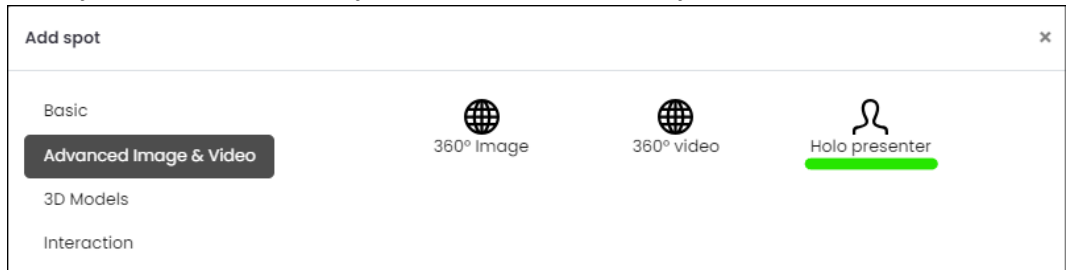 Add spot
×
Basic
Advanced Image & Video
3D Models
Interaction
360° Image
360° video
Holo presenter